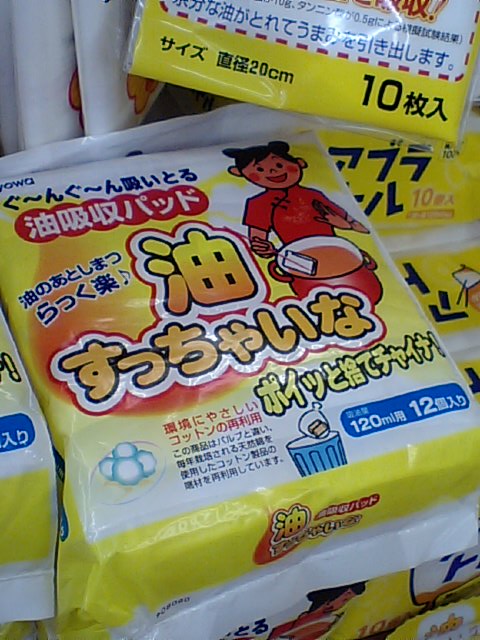 余分な油がとれてうまみを引き出します。
サイズ 直径20cm
10枚入
ぐ〜んぐ〜ん吸いとる
油吸収パッド
油のあとしまつ
らっく楽♪
油
すっちゃいな
ポイッと捨てチャイナ!
環境にやさしい
コットンの再利用
この商品はパルプと違い、
毎年栽培される天然綿を
使用したコットン製品の
端材を再利用しています。
吸油量
120ml用 12個入り
油吸収パッド
油
すっちゃいな
アブラ
10個入
個入り